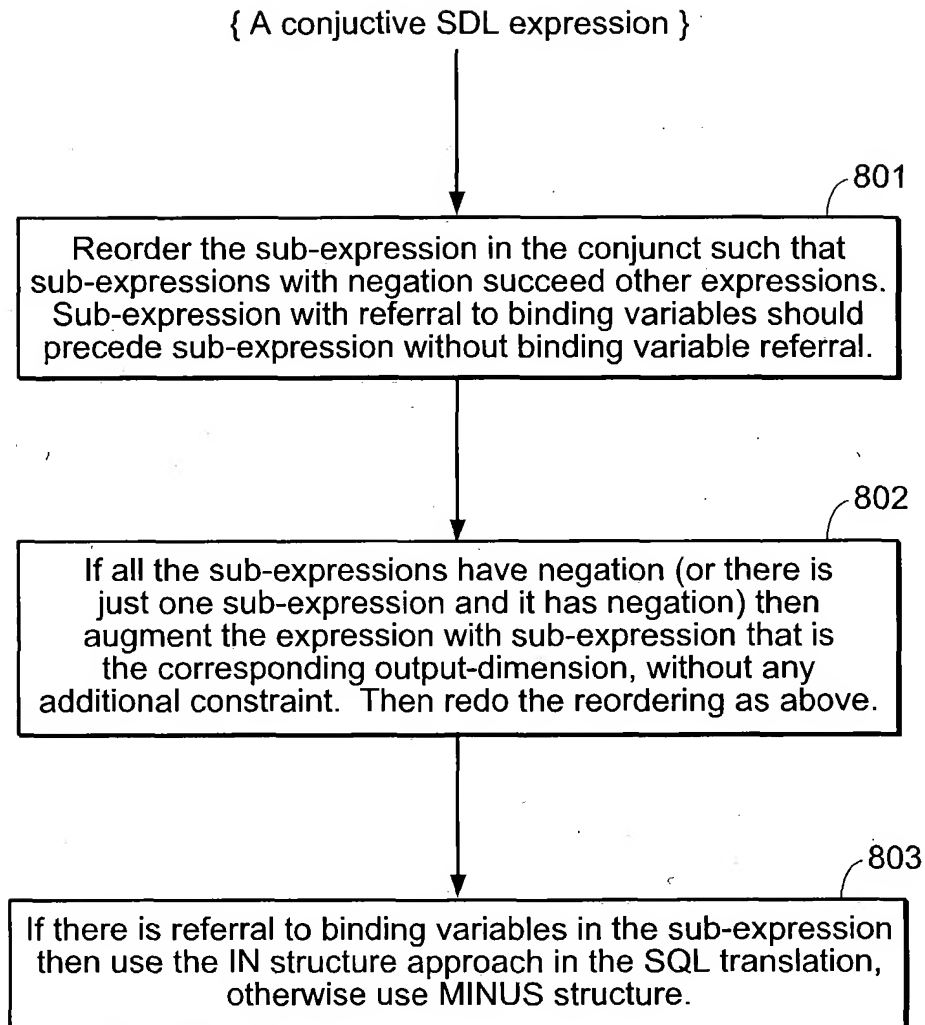 { A conjuctive SDL expression }
801
Reorder the sub-expression in the conjunct such that
sub-expressions with negation succeed other expressions.
Sub-expression with referral to binding variables should
precede sub-expression without binding variable referral.
802
If all the sub-expressions have negation (or there is
just one sub-expression and it has negation) then
augment the expression with sub-expression that is
the corresponding output-dimension, without any
additional constraint. Then redo the reordering as above.
803
If there is referral to binding variables in the sub-expression
then use the IN structure approach in the SQL translation,
otherwise use MINUS structure.